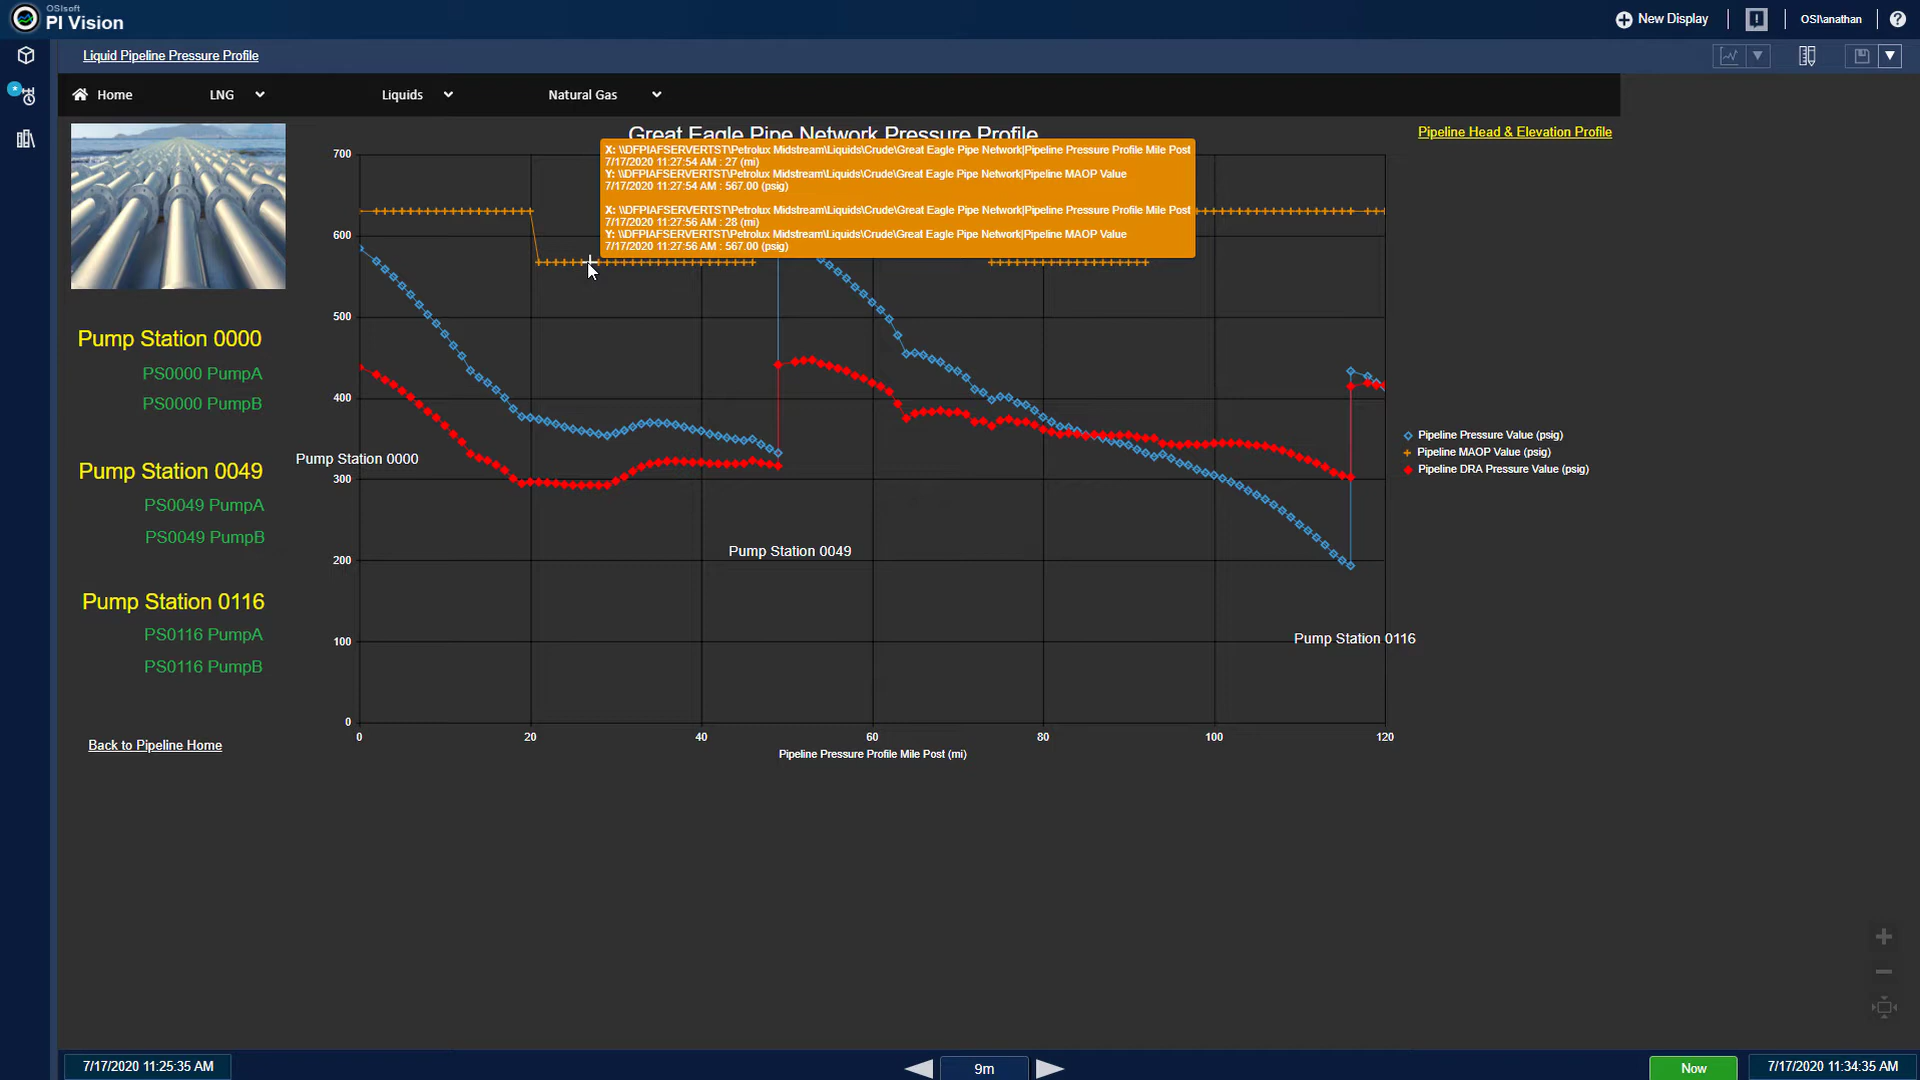 OSIsoft
PI Vision
New Display
OSI\anathan
Liquid Pipeline Pressure Profile
Home
LNG
Liquids
Natural Gas
Great Eagle Pipe Network Pressure Profile
Pipeline Head & Elevation Profile
X: \\DFPIAFSERVERTST\Petrolux Midstream\Liquids\Crude\Great Eagle Pipe Network|Pipeline Pressure Profile Mile Post
7/17/2020 11:27:54 AM : 27 (mi)
Y: \\DFPIAFSERVERTST\Petrolux Midstream\Liquids\Crude\Great Eagle Pipe Network|Pipeline MAOP Value
7/17/2020 11:27:54 AM : 567.00 (psig)
X: \\DFPIAFSERVERTST\Petrolux Midstream\Liquids\Crude\Great Eagle Pipe Network|Pipeline Pressure Profile Mile Post
7/17/2020 11:27:56 AM : 28 (mi)
Y: \\DFPIAFSERVERTST\Petrolux Midstream\Liquids\Crude\Great Eagle Pipe Network|Pipeline MAOP Value
7/17/2020 11:27:56 AM : 567.00 (psig)
700
600
500
400
300
200
100
0
0
20
40
60
80
100
120
Pipeline Pressure Profile Mile Post (mi)
Pump Station 0000
Pump Station 0049
Pump Station 0116
Pump Station 0000
PS0000 PumpA
PS0000 PumpB
Pump Station 0049
PS0049 PumpA
PS0049 PumpB
Pump Station 0116
PS0116 PumpA
PS0116 PumpB
Back to Pipeline Home
Pipeline Pressure Value (psig)
Pipeline MAOP Value (psig)
Pipeline DRA Pressure Value (psig)
7/17/2020 11:25:35 AM
9m
Now
7/17/2020 11:34:35 AM